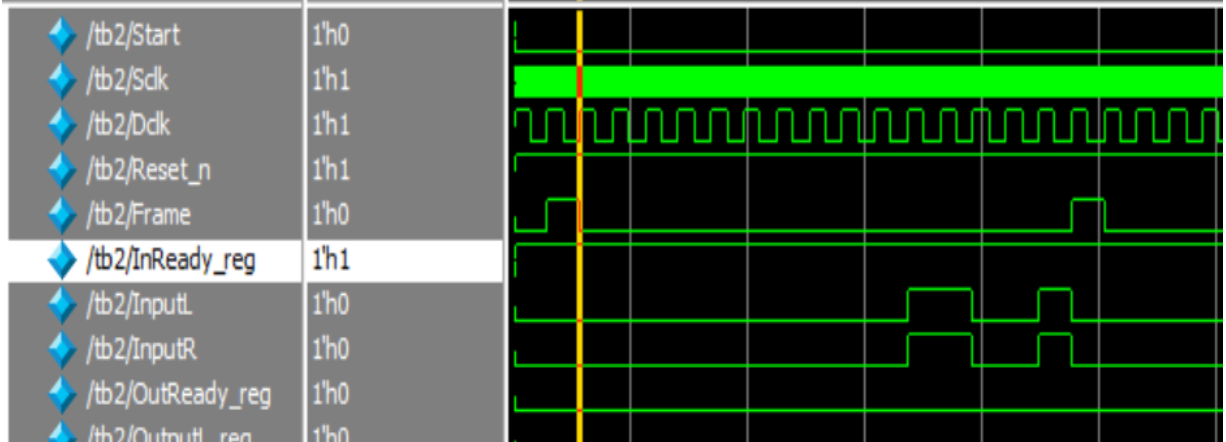 /tb2/Start 1'h0
/tb2/Sclk 1'h1
/tb2/Dclk 1'h1
/tb2/Reset_n 1'h1
/tb2/Frame 1'h0
/tb2/InReady_reg 1'h1
/tb2/InputL 1'h0
/tb2/InputR 1'h0
/tb2/OutReady_reg 1'h0
/tb2/OutputL_reg 1'h0